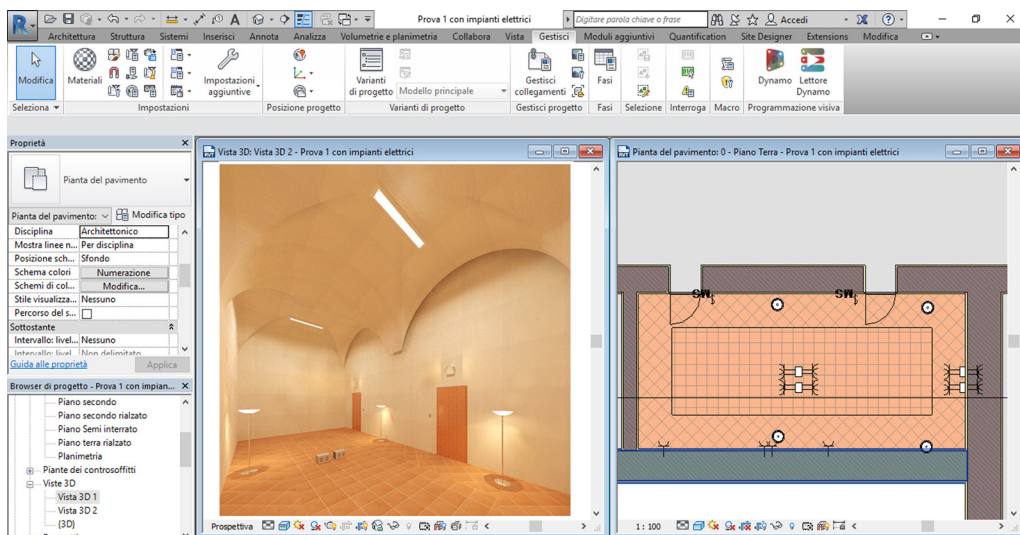 R A Prova 1 con impianti elettrici Digitare parola chiave o frase Accedi
Architettura Struttura Sistemi Inserisci Annota Analizza Volumetrie e planimetria Collabora Vista Gestisci Moduli aggiuntivi Quantification Site Designer Extensions Modifica
Modifica Materiali Impostazioni aggiuntive Varianti di progetto Modello principale Gestisci collegamenti Fasi Dynamo Lettore Dynamo
Seleziona Impostazioni Posizione progetto Varianti di progetto Gestisci progetto Fasi Selezione Interroga Macro Programmazione visiva
Proprietà
Pianta del pavimento
Pianta del pavimento: Modifica tipo
Disciplina Architettonico
Mostra linee n... Per disciplina
Posizione sch... Sfondo
Schema colori Numerazione
Schemi di col... Modifica...
Stile visualizza... Nessuno
Percorso del s...
Sottostante
Intervallo: livel... Nessuno
Intervallo: livel... Non delimitato
Guida alle proprietà Applica
Browser di progetto - Prova 1 con impian...
Piano secondo
Piano secondo rialzato
Piano Semi interrato
Piano terra rialzato
Planimetria
Piante dei controsoffitti
Viste 3D
Vista 3D 1
Vista 3D 2
{3D}
Vista 3D: Vista 3D 2 - Prova 1 con impianti elettrici
Prospettiva
Pianta del pavimento: 0 - Piano Terra - Prova 1 con impianti elettrici
1 : 100